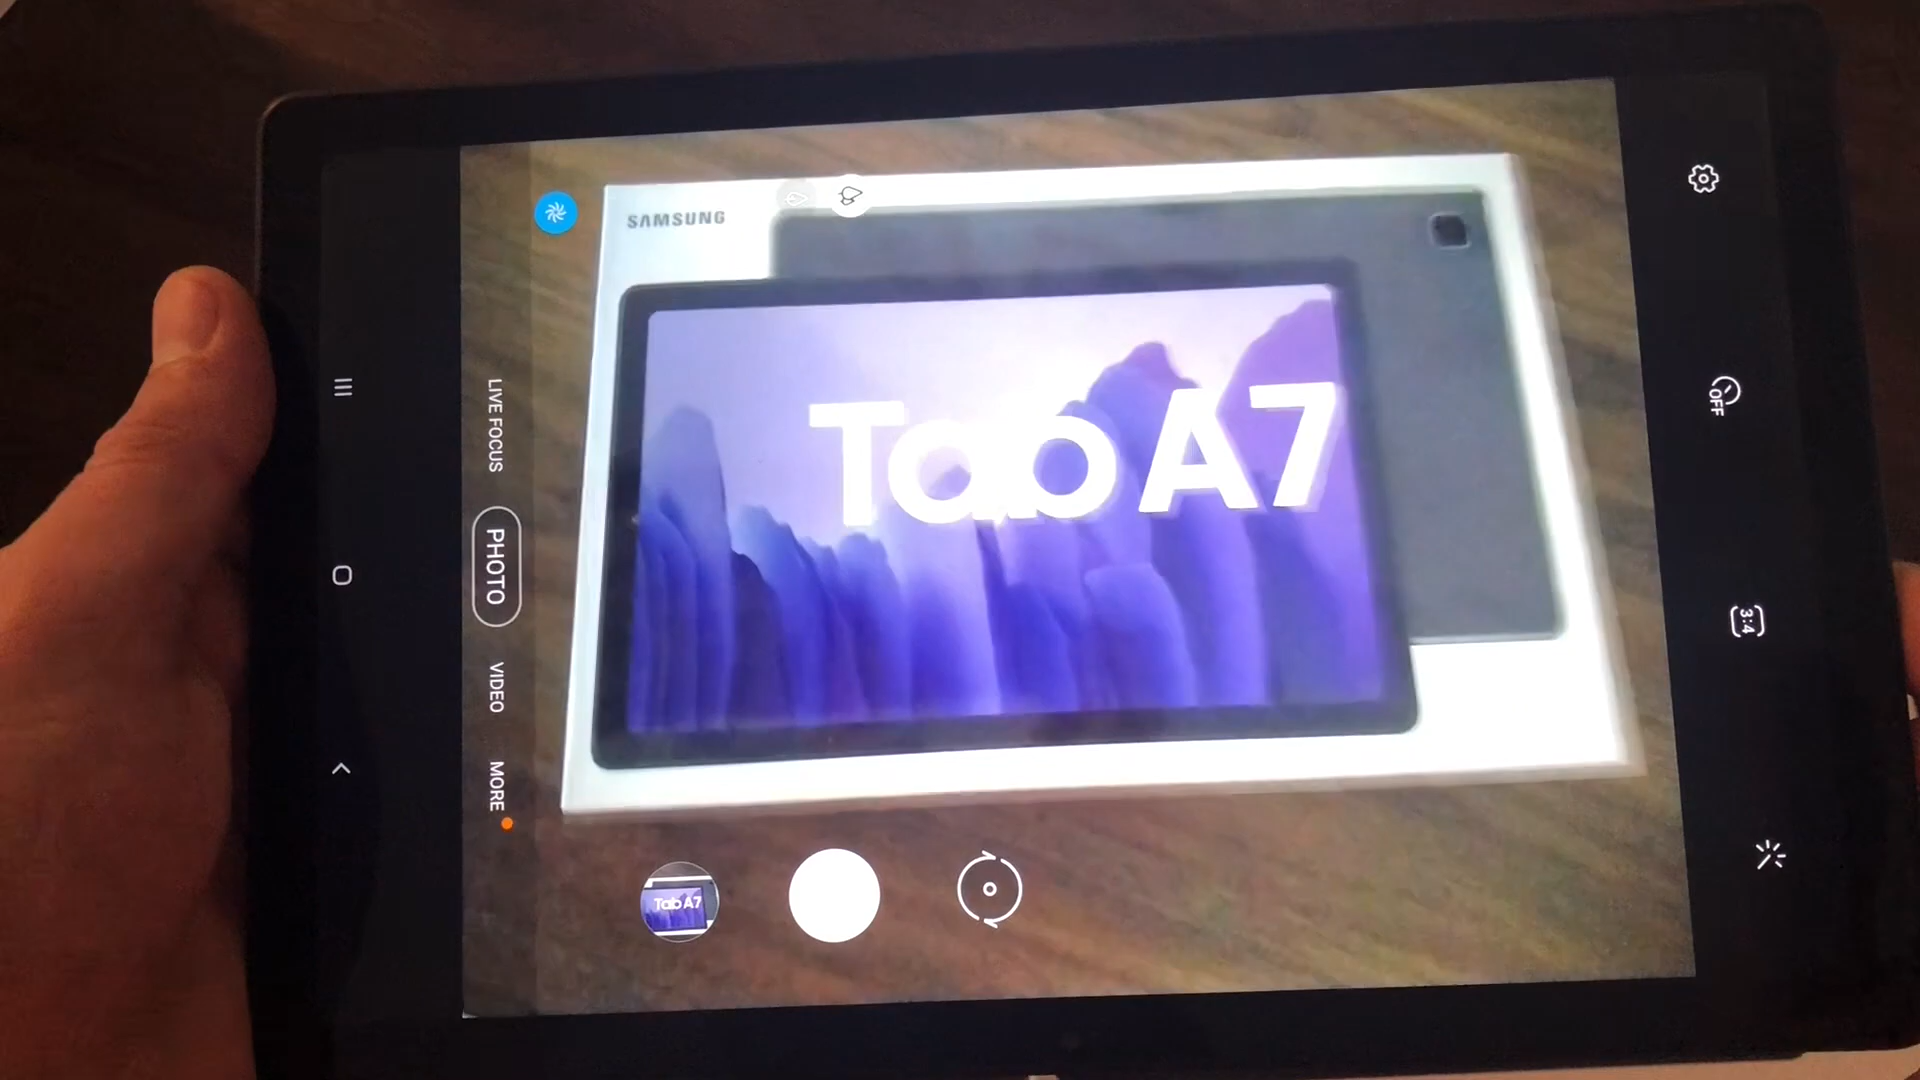 SAMSUNG
Tab A7
LIVE FOCUS
PHOTO
VIDEO
MORE
OFF
3:4
Tab A7